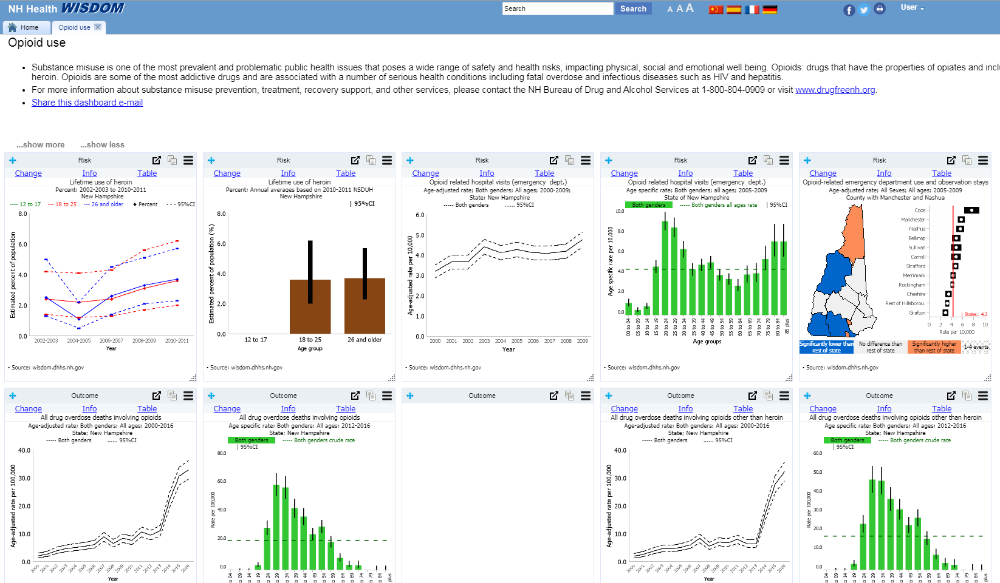 NH Health WISDOM
Search
Search
A A A
User
Home
Opioid use
Opioid use
• Substance misuse is one of the most prevalent and problematic public health issues that poses a wide range of safety and health risks, impacting physical, social and emotional well being. Opioids: drugs that have the properties of opiates and inclu
heroin. Opioids are some of the most addictive drugs and are associated with a number of serious health conditions including fatal overdose and infectious diseases such as HIV and hepatitis.
• For more information about substance misuse prevention, treatment, recovery support, and other services, please contact the NH Bureau of Drug and Alcohol Services at 1-800-804-0909 or visit www.drugfreenh.org.
• Share this dashboard e-mail
...show more ...show less
Risk
Change Info Table
Lifetime use of heroin
Percent; 2002-2003 to 2010-2011
New Hampshire
---- 12 to 17 --- 18 to 25 --- 26 and older ◆ Percent - - - 95%CI
8.0
6.0
4.0
2.0
0.0
Estimated percent of population
2002-2003 2004-2005 2006-2007 2008-2009 2010-2011
Year
• Source: wisdom.dhhs.nh.gov
Risk
Change Info Table
Lifetime use of heroin
Percent; Annual averages based on 2010-2011 NSDUH
New Hampshire
| 95%CI
8.0
6.0
4.0
2.0
0.0
Estimated percent of population (%)
12 to 17 18 to 25 26 and older
Age group
• Source: wisdom.dhhs.nh.gov
Risk
Change Info Table
Opioid related hospital visits (emergency dept.)
Age-adjusted rate; Both genders; All ages; 2000-2009;
State; New Hampshire
----- Both genders ...... 95%CI
6.0
5.0
4.0
3.0
2.0
1.0
0.0
Age-adjusted rate per 10,000
2000 2001 2002 2003 2004 2005 2006 2007 2008 2009
Year
• Source: wisdom.dhhs.nh.gov
Risk
Change Info Table
Opioid related hospital visits (emergency dept.)
Age specific rate; Both genders; all ages; 2005-2009
State of New Hampshire
Both genders ----- Both genders all ages rate | 95%CI
10.0
8.0
6.0
4.0
2.0
0.0
Age specific rate per 10,000
00 to 04 05 to 09 10 to 14 15 to 19 20 to 24 25 to 29 30 to 34 35 to 39 40 to 44 45 to 49 50 to 54 55 to 59 60 to 64 65 to 69 70 to 74 75 to 79 80 to 84 85 plus
Age groups
• Source: wisdom.dhhs.nh.gov
Risk
Change Info Table
Opioid-related emergency department use and observation stays
Age-adjusted rate; All Sexes; All ages; 2005-2009
County with Manchester and Nashua
Coos
Manchester
Nashua
Belknap
Sullivan
Carroll
Strafford
Merrimack
Rockingham
Cheshire
Rest of Hillsborou.
Grafton
| State= 4.3
0 2 4 6 8 10
Rate per 10,000
Significantly lower than rest of state
No difference than rest of state
Significantly higher than rest of state
1-4 events
• Source: wisdom.dhhs.nh.gov
Outcome
Change Info Table
All drug overdose deaths involving opioids
Age-adjusted rate; Both genders; All ages; 2000-2016
State; New Hampshire
----- Both genders ...... 95%CI
40.0
30.0
20.0
10.0
0.0
Age-adjusted rate per 100,000
2000 2001 2002 2003 2004 2005 2006 2007 2008 2009 2010 2011 2012 2013 2014 2015 2016
Year
Outcome
Change Info Table
All drug overdose deaths involving opioids
Age specific rate; Both genders; All ages; 2012-2016
State; New Hampshire
Both genders ----- Both genders crude rate
| 95%CI
80.0
60.0
40.0
20.0
0.0
Rate per 100,000
o 04 o 09 o 14 o 19 o 24 o 29 o 34 o 39 o 44 o 49 o 54 o 59 o 64 o 69 o 74 o 79 o 84 plus
Outcome
Outcome
Change Info Table
All drug overdose deaths involving opioids other than heroin
Age-adjusted rate; Both genders; All ages; 2000-2016
State; New Hampshire
----- Both genders ...... 95%CI
40.0
30.0
20.0
10.0
0.0
Age-adjusted rate per 100,000
2000 2001 2002 2003 2004 2005 2006 2007 2008 2009 2010 2011 2012 2013 2014 2015 2016
Year
Outcome
Change Info Table
All drug overdose deaths involving opioids other than heroin
Age specific rate; Both genders; All ages; 2012-2016
State; New Hampshire
Both genders ----- Both genders crude rate
| 95%CI
60.0
50.0
40.0
30.0
20.0
10.0
0.0
Rate per 100,000
o 04 o 09 o 14 o 19 o 24 o 29 o 34 o 39 o 44 o 49 o 54 o 59 o 64 o 69 o 74 o 79 o 84 plus